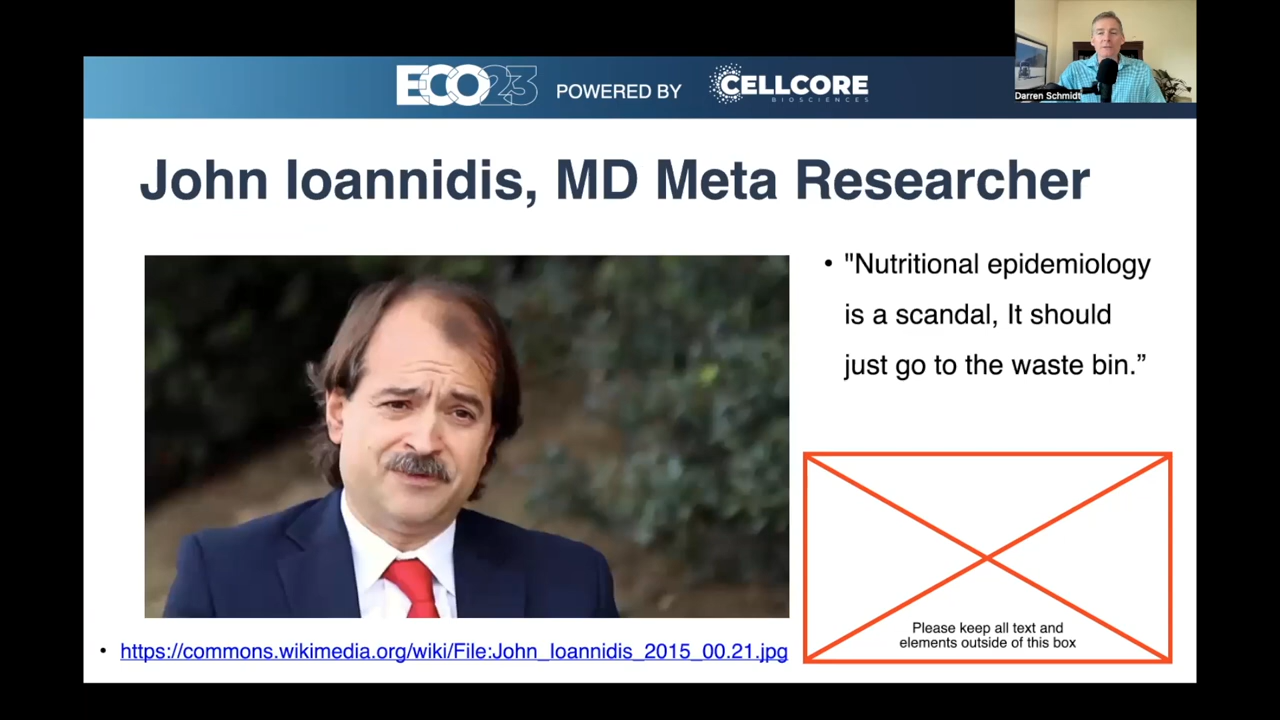 ECO23 POWERED BY CELLCORE
BIOSCIENCES
Darren Schmidt
John Ioannidis, MD Meta Researcher
• "Nutritional epidemiology
is a scandal, It should
just go to the waste bin.”
Please keep all text and
elements outside of this box
• https://commons.wikimedia.org/wiki/File:John_Ioannidis_2015_00.21.jpg